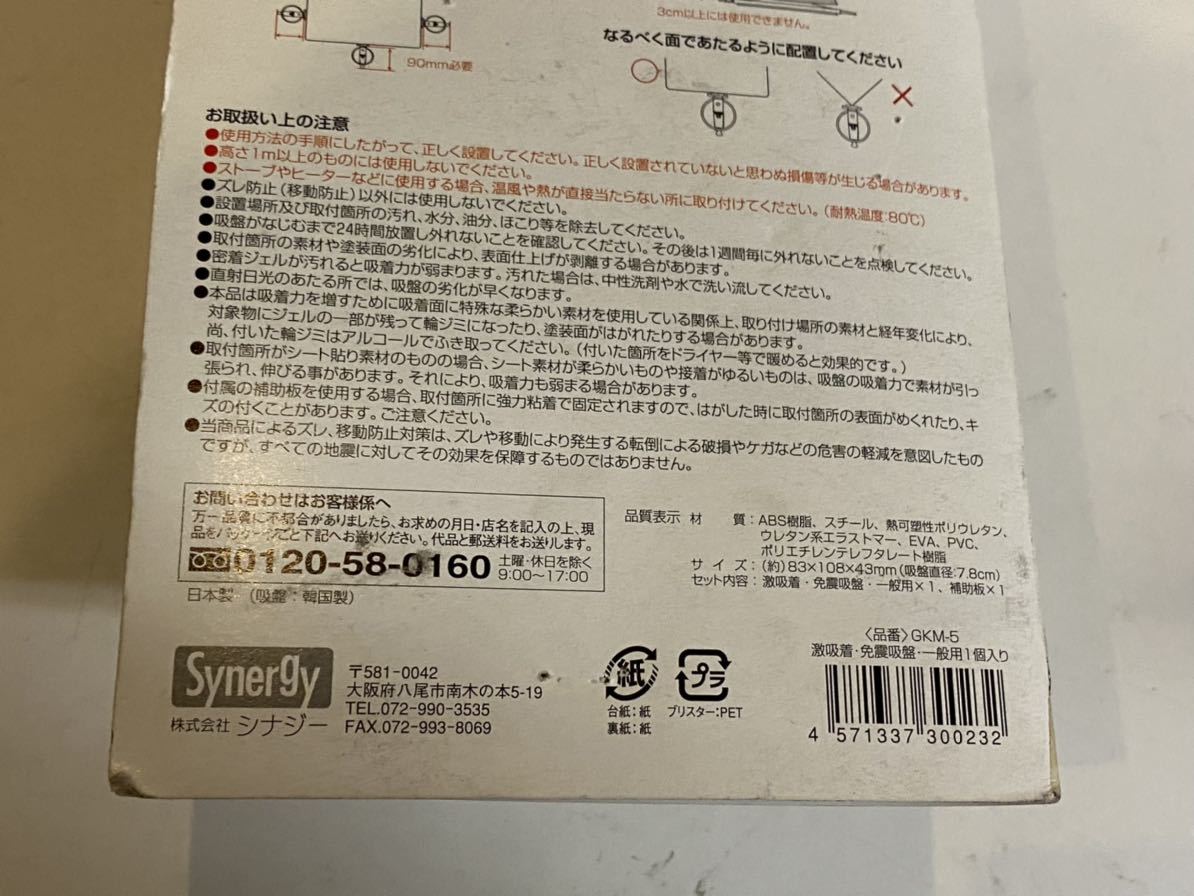 3cm以上には使用できません。
なるべく面であたるように配置してください
90mm必要
お取扱い上の注意
●使用方法の手順にしたがって、正しく設置してください。正しく設置されていないと思わぬ損傷等が生じる場合があります。
●高さ1m以上のものには使用しないでください。
●ストーブやヒーターなどに使用する場合、温風や熱が直接当たらない所に取り付けてください。(耐熱温度:80℃)
●ズレ防止(移動防止)以外には使用しないでください。
●設置場所及び取付箇所の汚れ、水分、油分、ほこり等を除去してください。
●吸盤がなじむまで24時間放置し外れないことを確認してください。その後は1週間毎に外れないことを点検してください。
●取付箇所の素材や塗装面の劣化により、表面仕上げが剥離する場合があります。
●密着ジェルが汚れると吸着力が弱まります。汚れた場合は、中性洗剤や水で洗い流してください。
●直射日光のあたる所では、吸盤の劣化が早くなります。
●本品は吸着力を増すために吸着面に特殊な柔らかい素材を使用している関係上、取り付け場所の素材と経年変化により、
対象物にジェルの一部が残って輪ジミになったり、塗装面がはがれたりする場合があります。
尚、付いた輪ジミはアルコールでふき取ってください。(付いた箇所をドライヤー等で暖めると効果的です。)
●取付箇所がシート貼り素材のものの場合、シート素材が柔らかいものや接着がゆるいものは、吸盤の吸着力で素材が引っ
張られ、伸びる事があります。それにより、吸着力も弱まる場合があります。
●付属の補助板を使用する場合、取付箇所に強力粘着で固定されますので、はがした時に取付箇所の表面がめくれたり、キ
ズの付くことがあります。ご注意ください。
●当商品によるズレ、移動防止対策は、ズレや移動により発生する転倒による破損やケガなどの危害の軽減を意図したもの
ですが、すべての地震に対してその効果を保障するものではありません。
お問い合わせはお客様係へ
万一品質に不都合がありましたら、お求めの月日・店名を記入の上、現
品をパッケージごと下記へお送りください。代品と郵送料をお送りします。
0120-58-0160 土曜・休日を除く
9:00〜17:00
日本製 (吸盤:韓国製)
品質表示 材 質:ABS樹脂、スチール、熱可塑性ポリウレタン、
ウレタン系エラストマー、EVA、PVC、
ポリエチレンテレフタレート樹脂
サイズ:(約)83×108×43mm(吸盤直径:7.8cm)
セット内容:激吸着・免震吸盤・一般用×1、補助板×1
〈品番〉GKM-5
激吸着・免震吸盤・一般用1個入り
4 571337 300232
Synergy
株式会社 シナジー
〒581-0042
大阪府八尾市南木の本5-19
TEL.072-990-3535
FAX.072-993-8069
紙
台紙:紙
裏紙:紙
プラ
ブリスター:PET